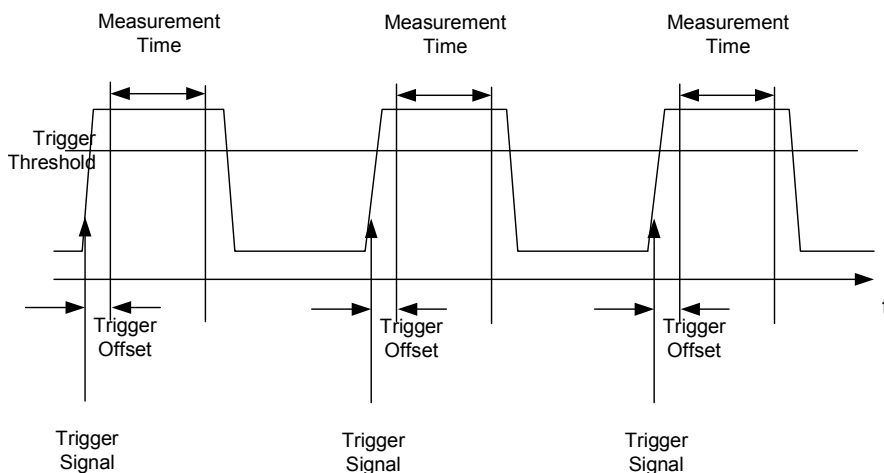 Measurement
Time
Measurement
Time
Measurement
Time
Trigger
Threshold
t
Trigger
Offset
Trigger
Offset
Trigger
Offset
Trigger
Signal
Trigger
Signal
Trigger
Signal